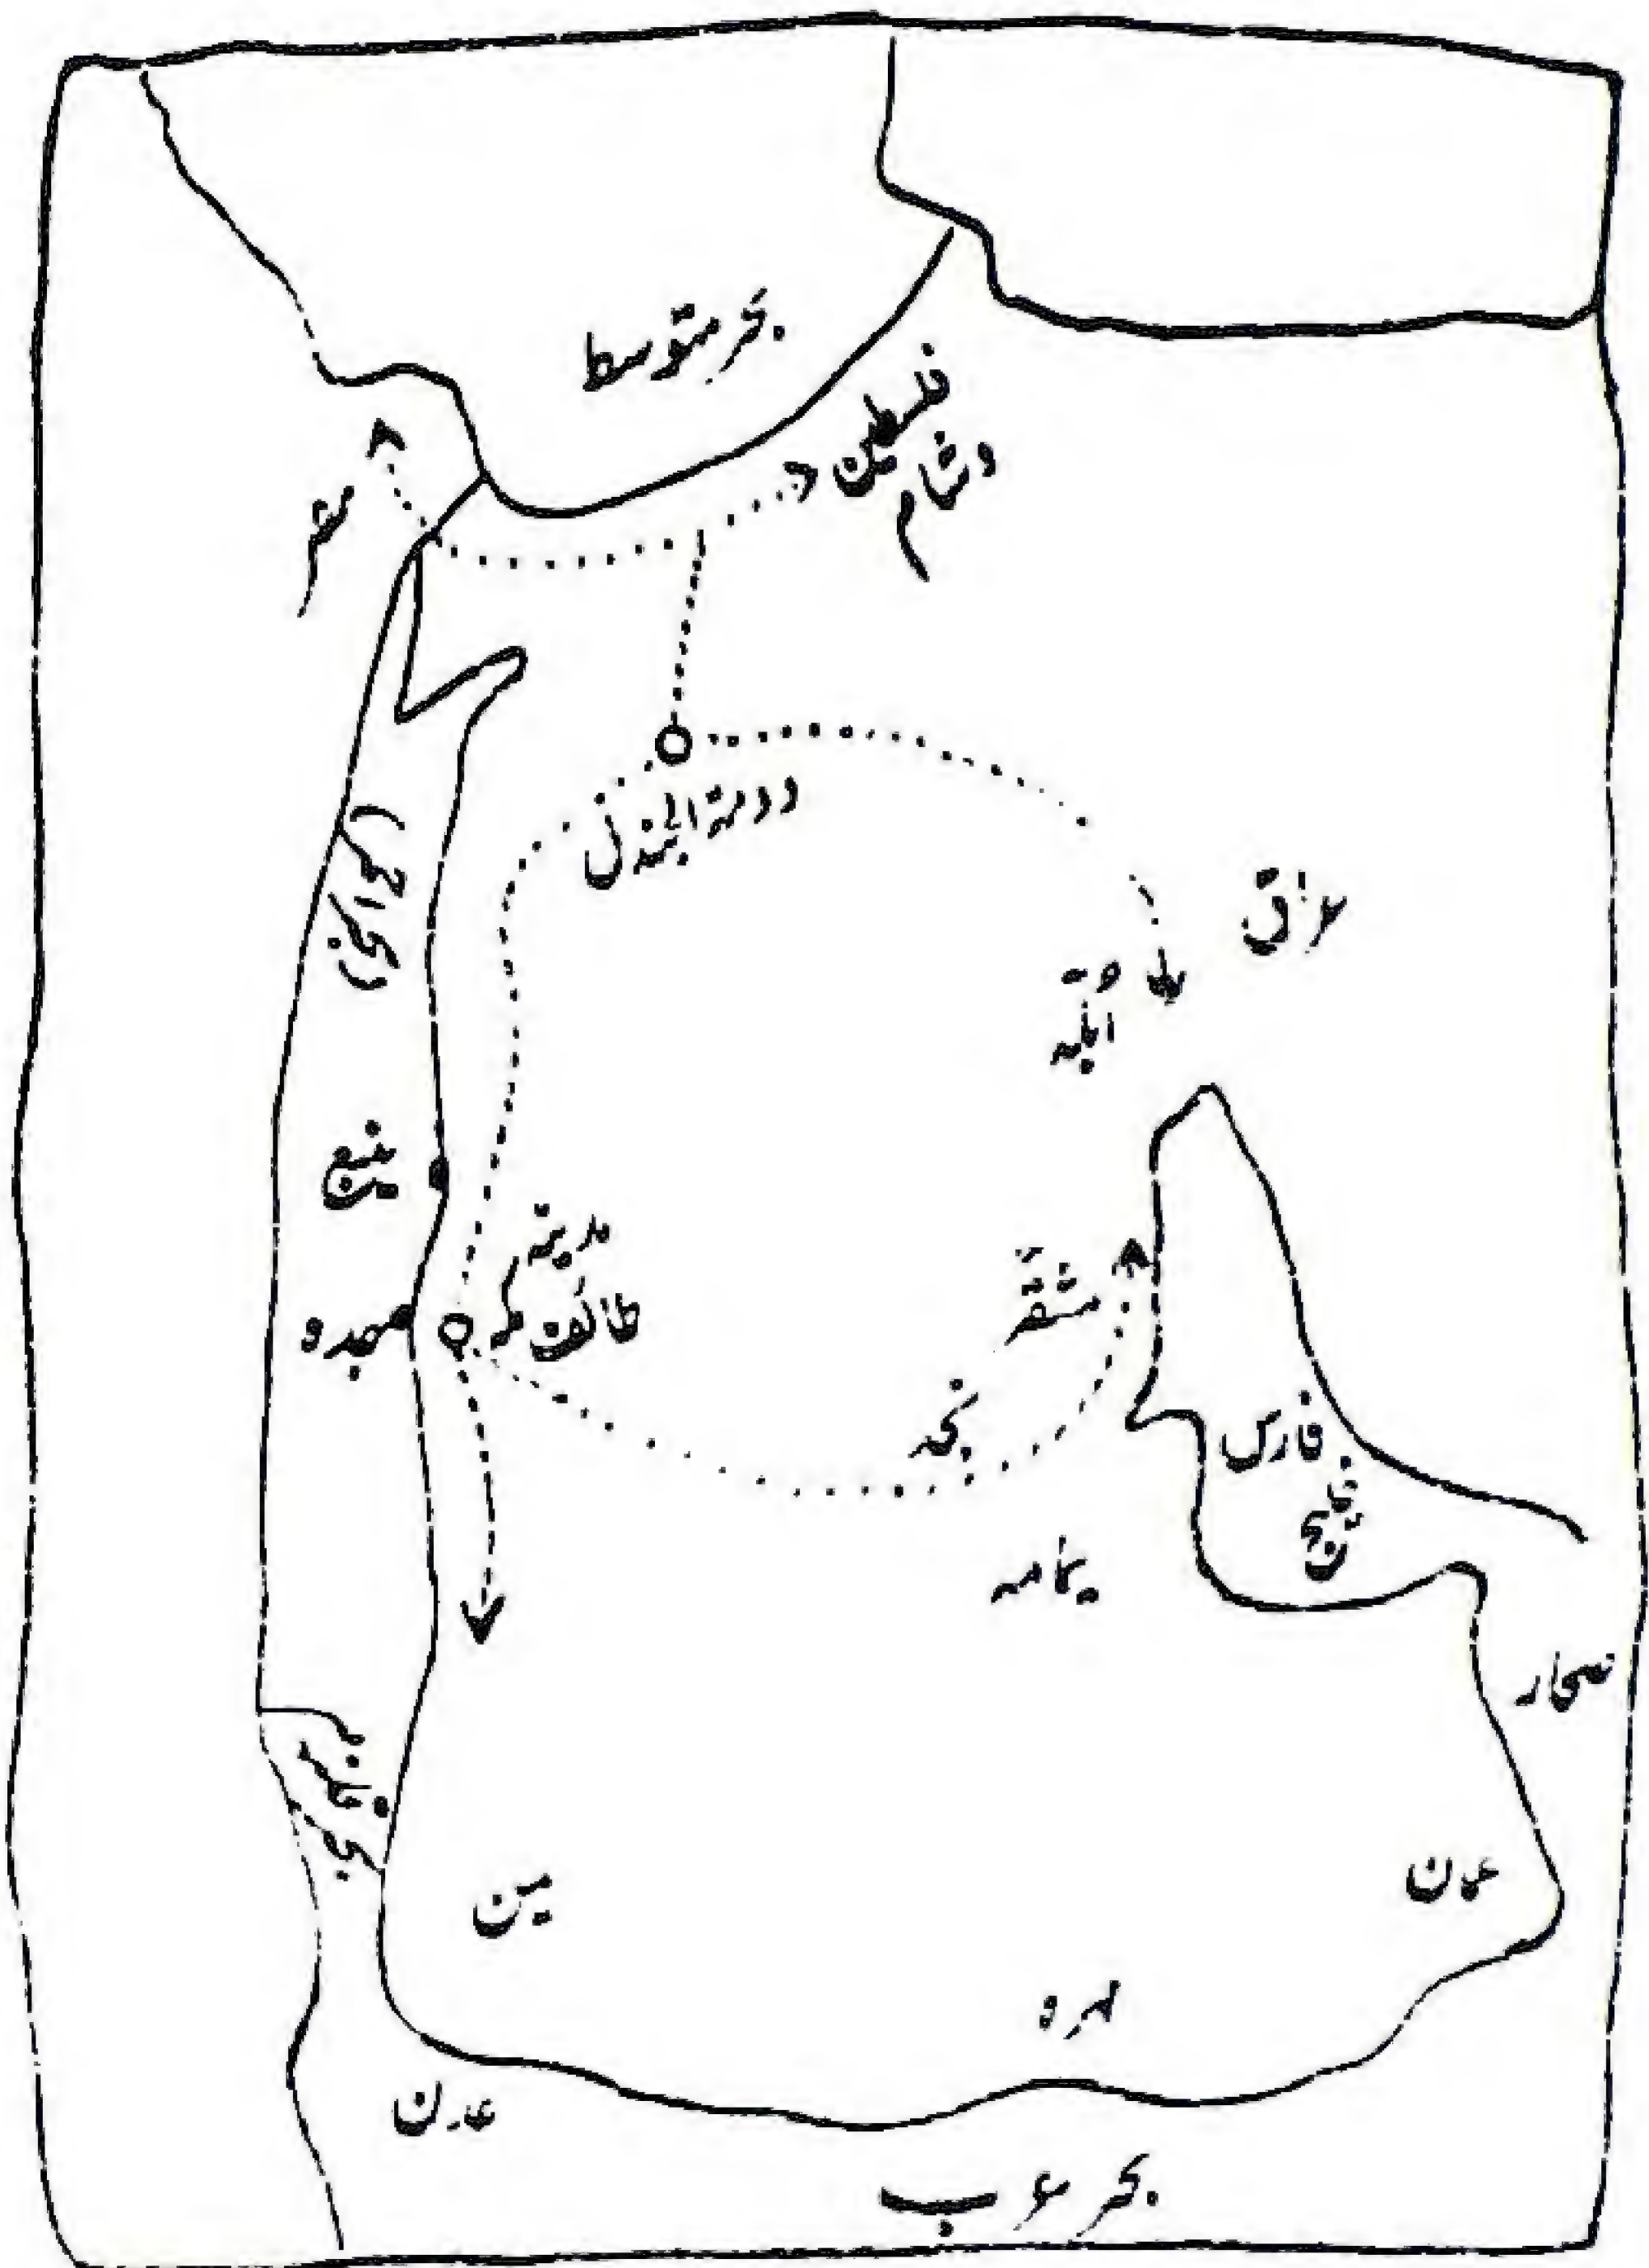 بحر متوسط
فلسطین
و شام
مصر
دومۃ الجندل
عراق
ابلہ
ینبع
مدینہ
مکہ
طائف
جدہ
مشقر
نجد
فارس
خلیج
یمامہ
صحار
یمن
عمان
مہرہ
عدن
بحر عرب